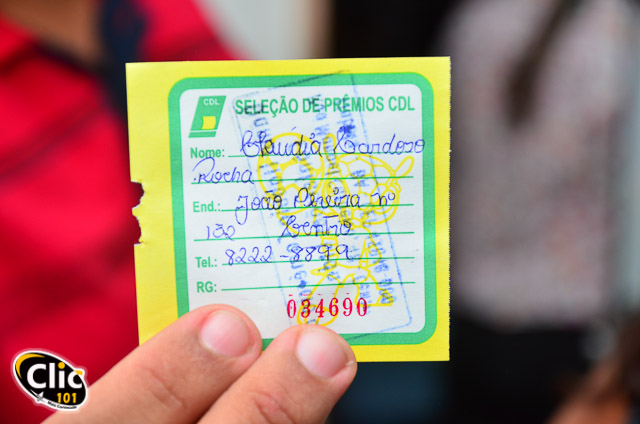 CDL
SELEÇÃO DE PRÊMIOS CDL
Nome: Claudia Cardoso
Rocha
End.: João Pereira nº
132 Centro
Tel.: 8222-8899
RG:
034690
Clic
101